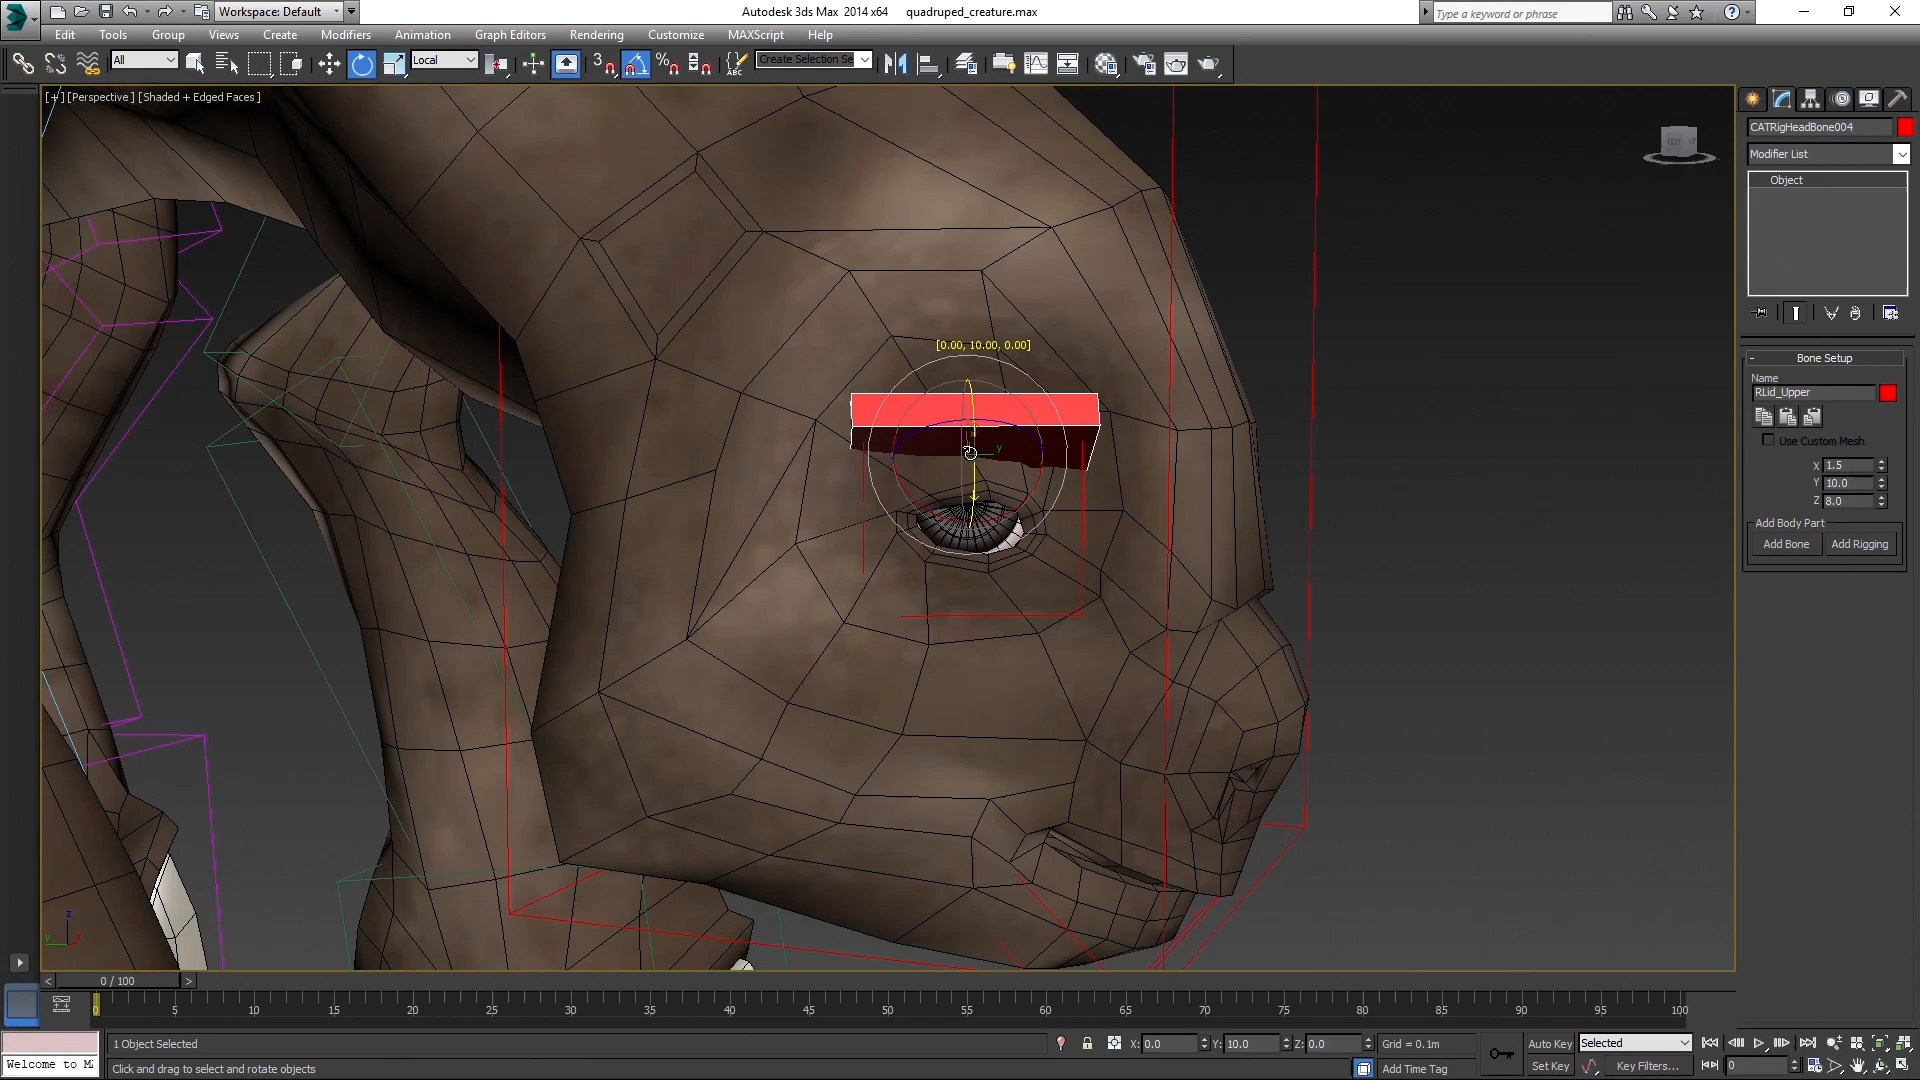 Workspace: Default
Autodesk 3ds Max 2014 x64 quadruped_creature.max
Type a keyword or phrase
Edit Tools Group Views Create Modifiers Animation Graph Editors Rendering Customize MAXScript Help
All
Local
3
Create Selection Se
[+] [Perspective] [Shaded + Edged Faces]
CATRigHeadBone004
Modifier List
Object
[0.00, 10.00, 0.00]
y
Bone Setup
Name
RLid_Upper
Use Custom Mesh
X 1.5
Y 10.0
Z 8.0
Add Body Part
Add Bone Add Rigging
z
y
x
0 / 100
0 5 10 15 20 25 30 35 40 45 50 55 60 65 70 75 80 85 90 95 100
1 Object Selected
X: 0.0 Y: 10.0 Z: 0.0 Grid = 0.1m
Auto Key Selected
Welcome to M
Click and drag to select and rotate objects
Add Time Tag
Set Key Key Filters...
0